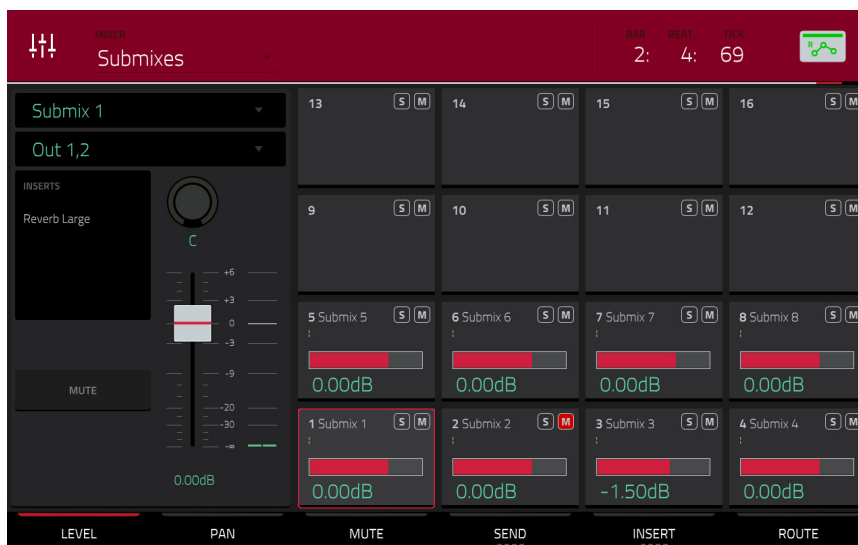 MIXER
Submixes
BAR BEAT TICK
2: 4: 69
R
Submix 1
Out 1,2
INSERTS
Reverb Large
C
+6
+3
0
-3
-9
-20
-30
-∞
MUTE
0.00dB
13 S M
14 S M
15 S M
16 S M
9 S M
10 S M
11 S M
12 S M
5 Submix 5 S M
0.00dB
6 Submix 6 S M
0.00dB
7 Submix 7 S M
0.00dB
8 Submix 8 S M
0.00dB
1 Submix 1 S M
0.00dB
2 Submix 2 S M
0.00dB
3 Submix 3 S M
-1.50dB
4 Submix 4 S M
0.00dB
LEVEL PAN MUTE SEND INSERT ROUTE